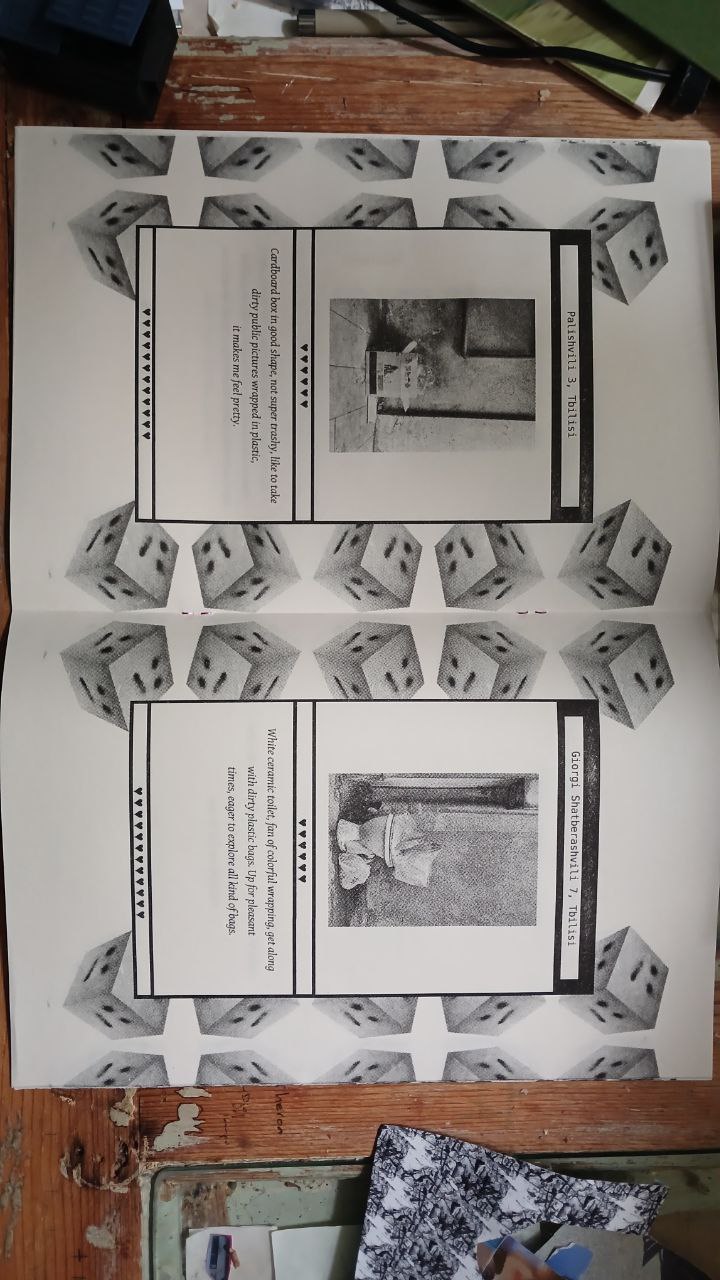 Palishvili 3, Tbilisi
♥♥♥♥♥♥
Cardboard box in good shape, not super trashy, like to take
dirty public pictures wrapped in plastic,
it makes me feel pretty.
♥♥♥♥♥♥♥♥♥♥♥♥
Giorgi Shatberashvili 7, Tbilisi
♥♥♥♥♥♥
White ceramic toilet, fan of colorful wrapping, get along
with dirty plastic bags. Up for pleasant
times, eager to explore all kind of bags.
♥♥♥♥♥♥♥♥♥♥♥♥